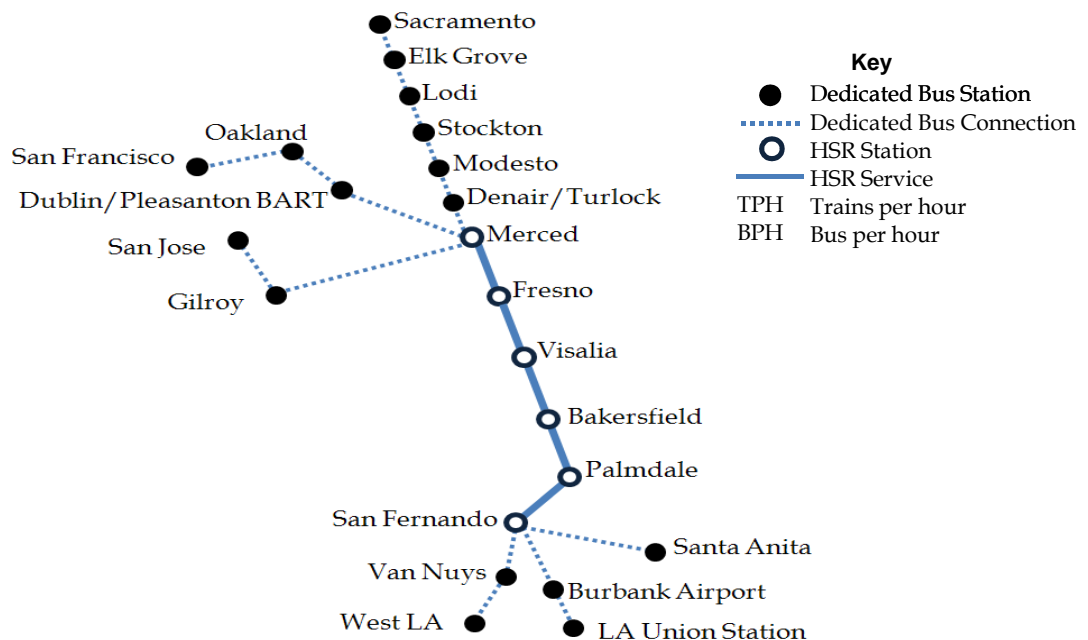 Sacramento
Elk Grove
Lodi
Stockton
Modesto
Denair/Turlock
Oakland
San Francisco
Dublin/Pleasanton BART
San Jose
Gilroy
Merced
Fresno
Visalia
Bakersfield
Palmdale
San Fernando
Santa Anita
Van Nuys
Burbank Airport
West LA
LA Union Station
Key
Dedicated Bus Station
Dedicated Bus Connection
HSR Station
HSR Service
TPH Trains per hour
BPH Bus per hour